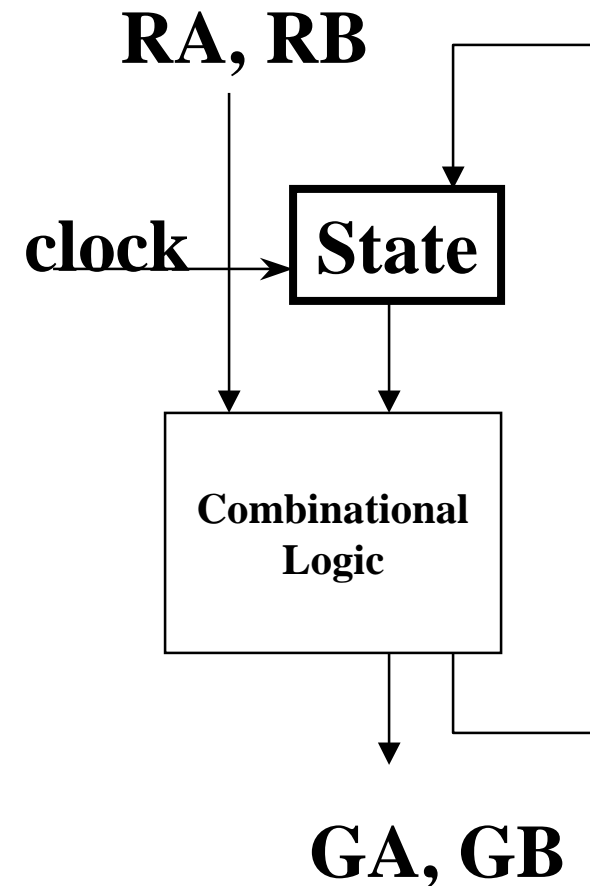 RA, RB
clock
State
Combinational
Logic
GA, GB